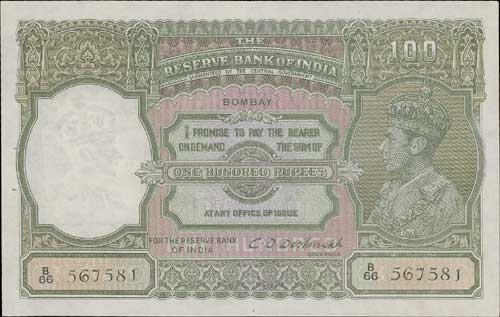 THE
RESERVE BANK OF INDIA
100
GUARANTEED BY THE CENTRAL GOVERNMENT
BOMBAY
I PROMISE TO PAY THE BEARER
ON DEMAND THE SUM OF
ONE HUNDRED RUPEES
AT ANY OFFICE OF ISSUE
FOR THE RESERVE BANK
OF INDIA
C. D. Deshmukh
GOVERNOR
B/66 567581
B/66 567581